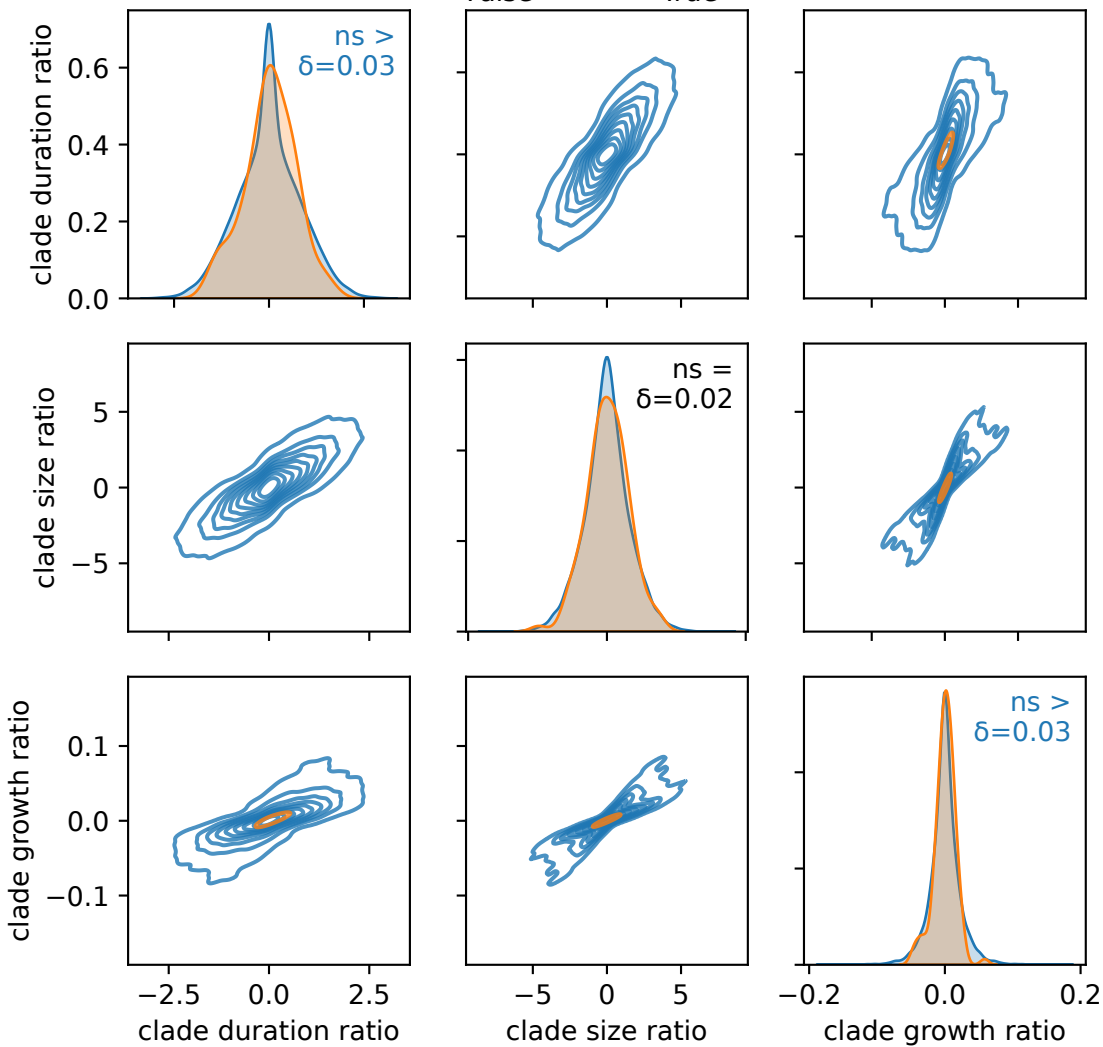 clade duration ratio
0.6
0.4
0.2
0.0
ns >
δ=0.03
clade size ratio
5
0
−5
−5
0
5
ns =
δ=0.02
clade growth ratio
0.1
0.0
−0.1
ns >
δ=0.03
−2.5
0.0
2.5
−5
0
5
−0.2
0.0
0.2
clade duration ratio
clade size ratio
clade growth ratio